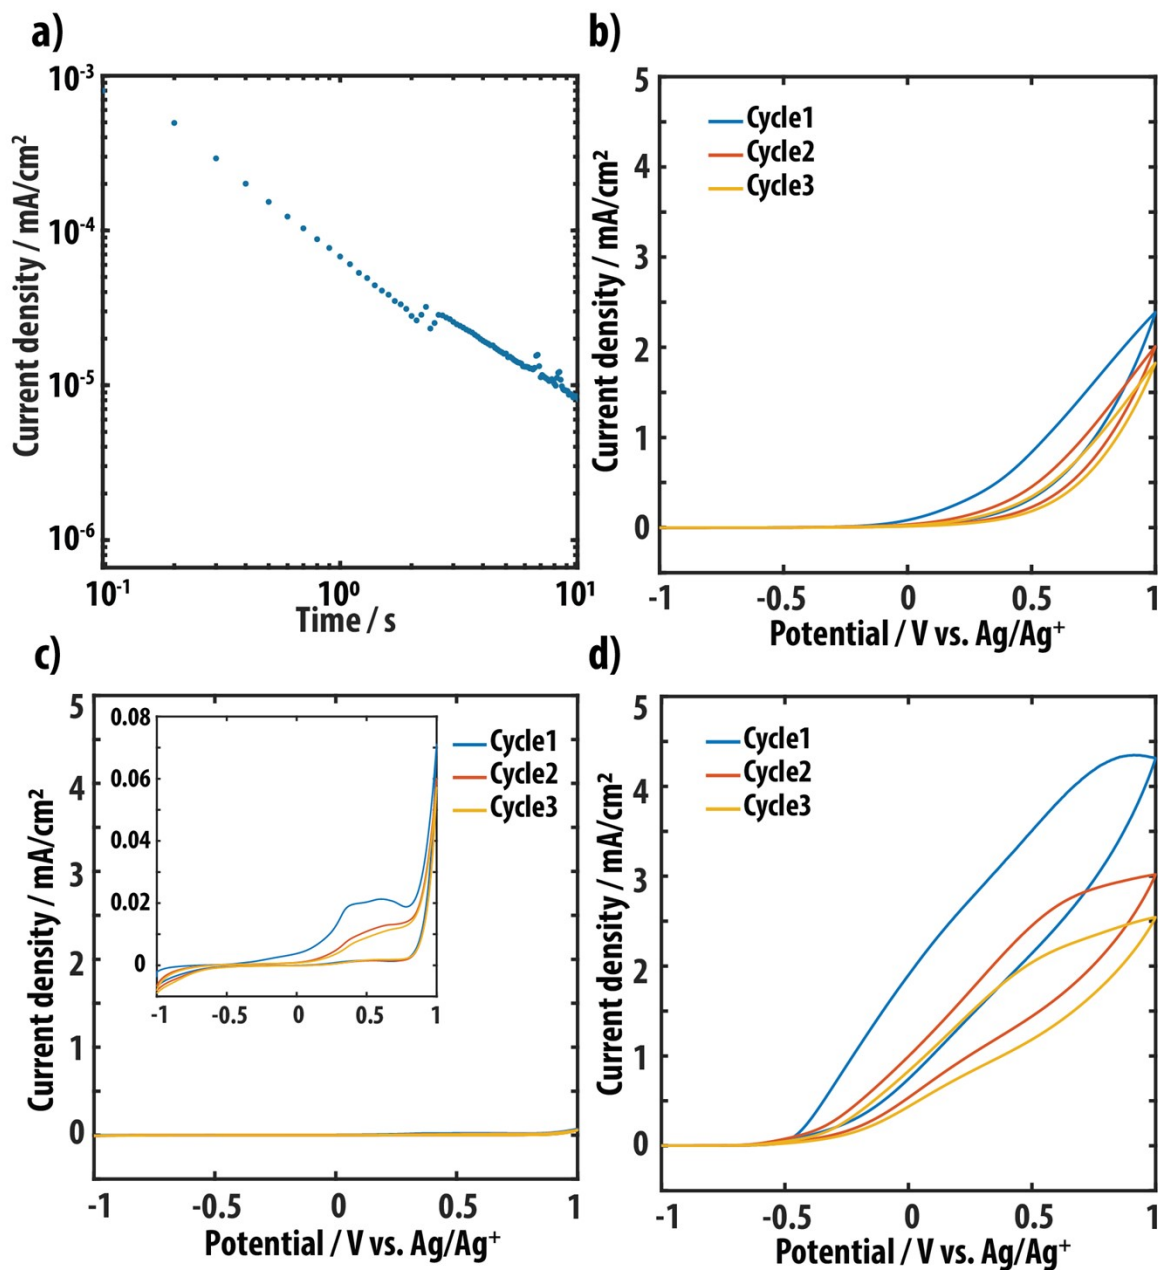 a)
10⁻³
10⁻⁴
10⁻⁵
10⁻⁶
Current density / mA/cm²
10⁻¹
10⁰
10¹
Time / s
b)
5
4
3
2
1
0
Current density / mA/cm²
Cycle1
Cycle2
Cycle3
-1
-0.5
0
0.5
1
Potential / V vs. Ag/Ag⁺
c)
5
4
3
2
1
0
Current density / mA/cm²
0.08
0.06
0.04
0.02
0
-1
-0.5
0
0.5
1
Cycle1
Cycle2
Cycle3
-1
-0.5
0
0.5
1
Potential / V vs. Ag/Ag⁺
d)
5
4
3
2
1
0
Current density / mA/cm²
Cycle1
Cycle2
Cycle3
-1
-0.5
0
0.5
1
Potential / V vs. Ag/Ag⁺